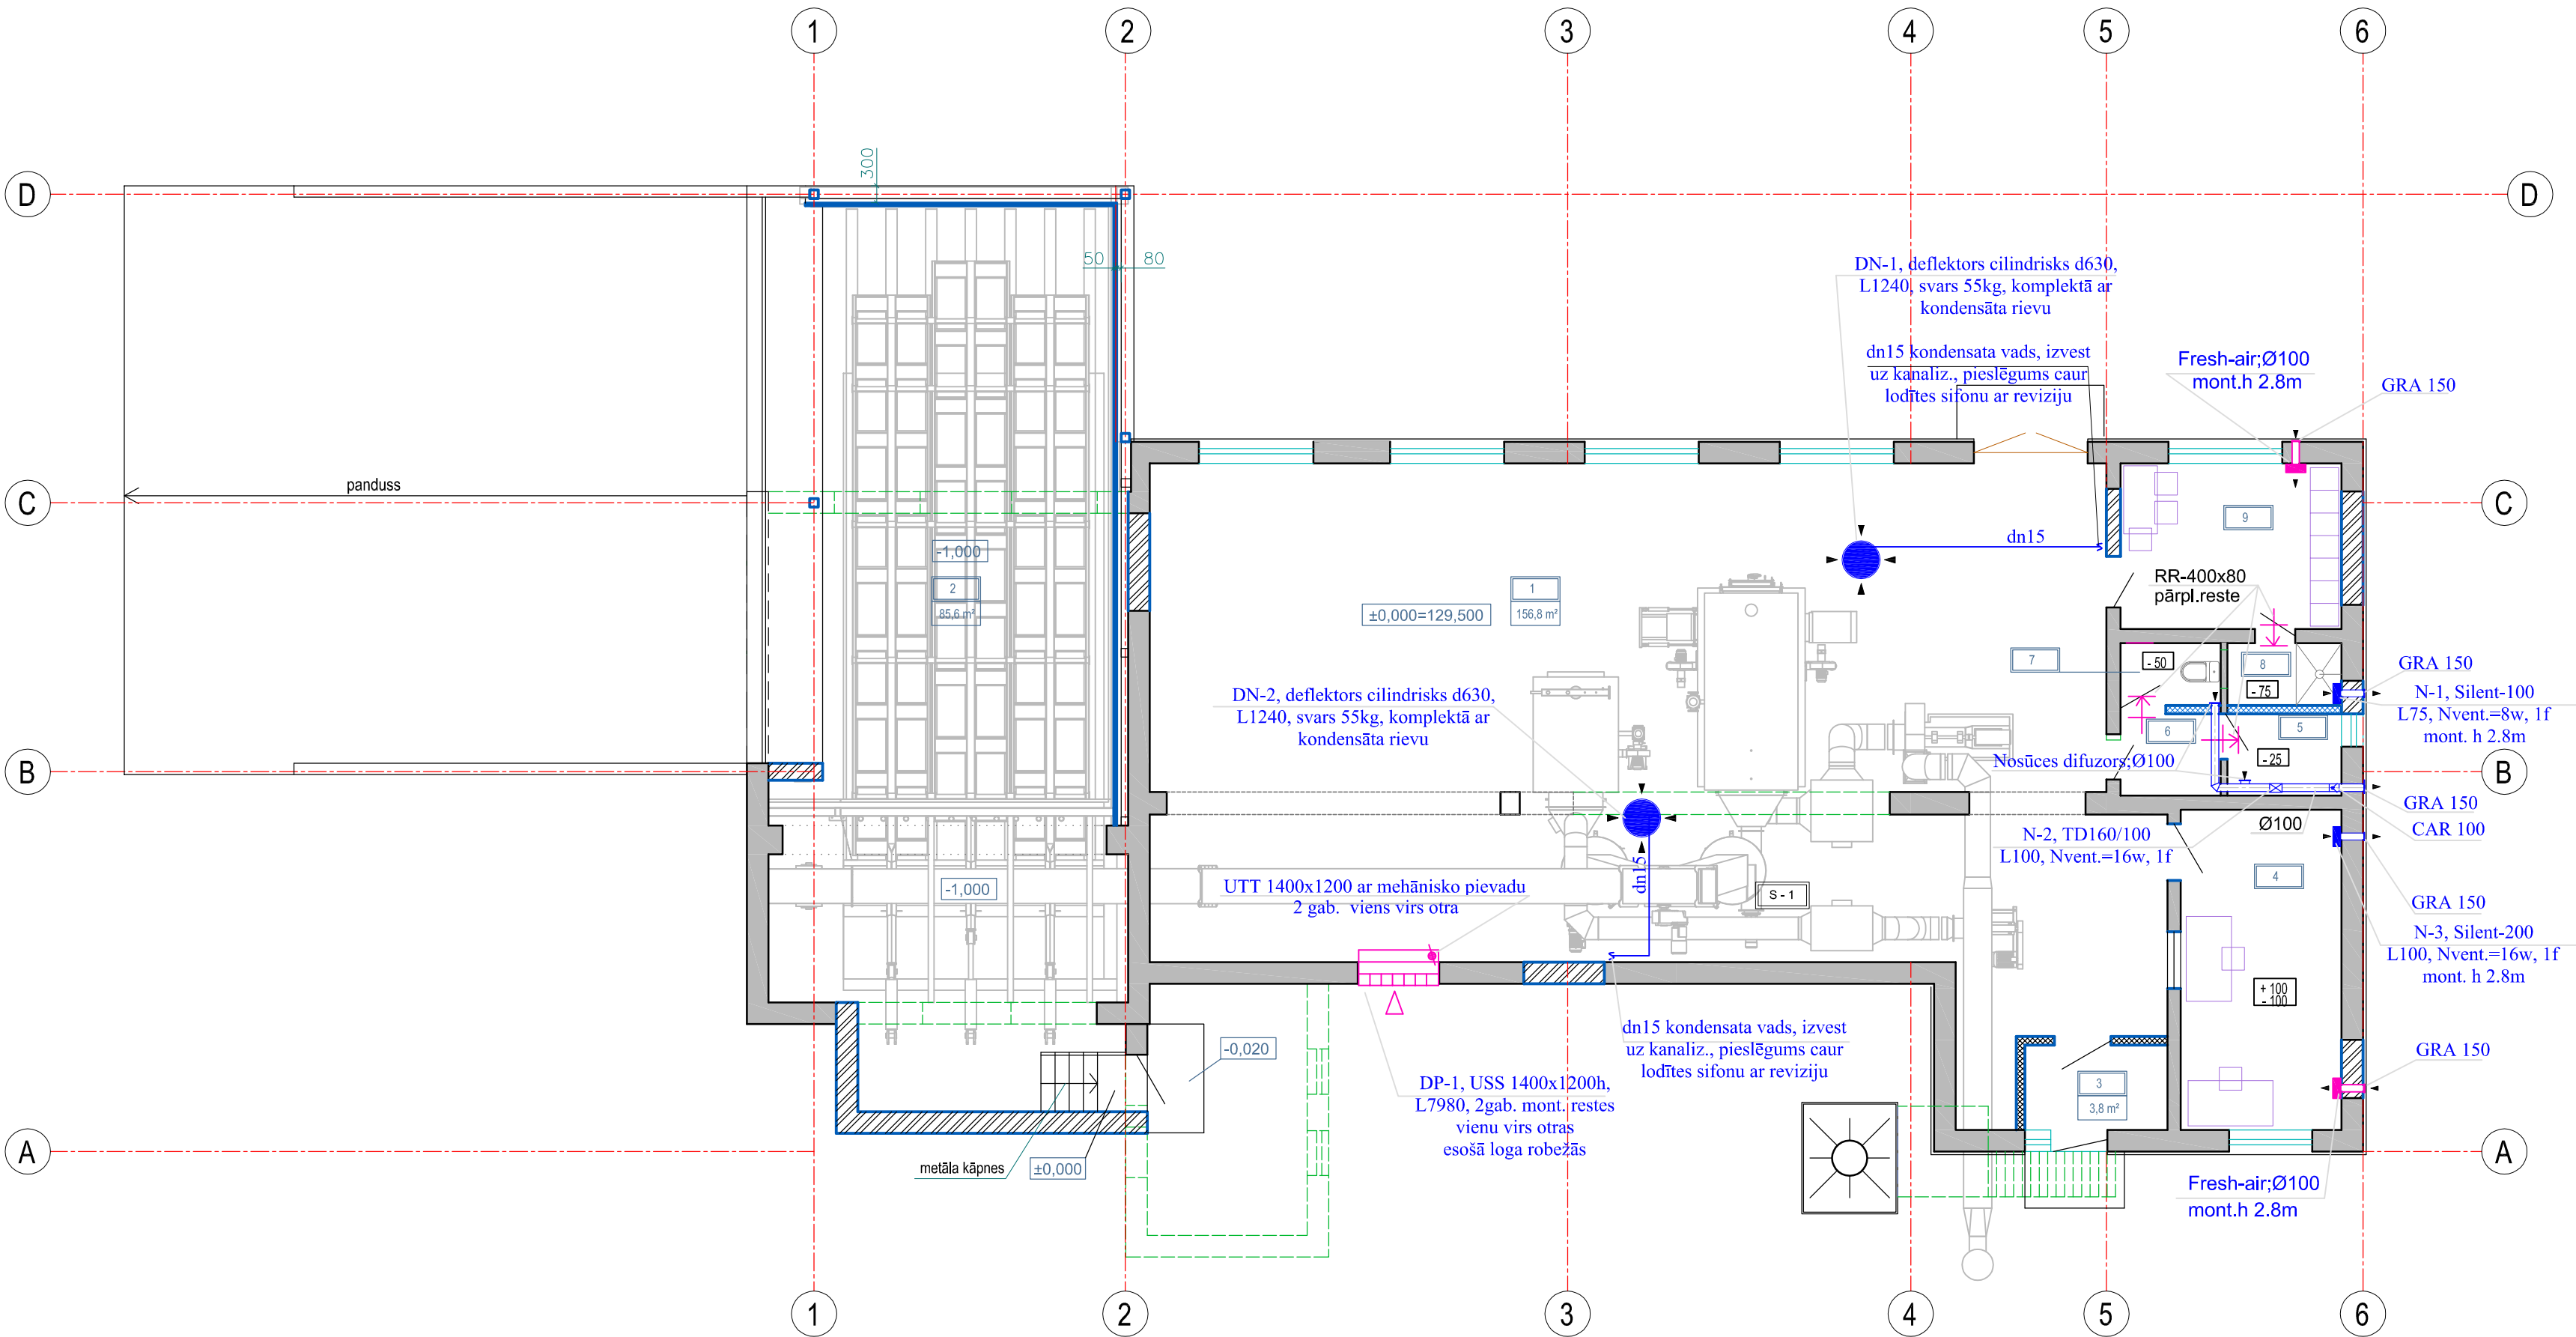 1
2
3
4
5
6
D
D
300
50
80
DN-1, deflektors cilindrisks d630,
L1240, svars 55kg, komplektā ar
kondensāta rievu
dn15 kondensata vads, izvest
uz kanaliz., pieslēgums caur
lodītes sifonu ar reviziju
Fresh-air;Ø100
mont.h 2.8m
GRA 150
C
panduss
C
9
dn15
-1,000
2
85,6 m²
±0,000=129,500
1
156,8 m²
RR-400x80
pārpl.reste
7
- 50
8
- 75
GRA 150
N-1, Silent-100
L75, Nvent.=8w, 1f
mont. h 2.8m
DN-2, deflektors cilindrisks d630,
L1240, svars 55kg, komplektā ar
kondensāta rievu
6
5
- 25
Nosūces difuzors;Ø100
B
B
GRA 150
CAR 100
Ø100
N-2, TD160/100
L100, Nvent.=16w, 1f
dn15
-1,000
UTT 1400x1200 ar mehānisko pievadu
2 gab. viens virs otra
S - 1
4
GRA 150
N-3, Silent-200
L100, Nvent.=16w, 1f
mont. h 2.8m
+ 100
- 100
-0,020
dn15 kondensata vads, izvest
uz kanaliz., pieslēgums caur
lodītes sifonu ar reviziju
GRA 150
DP-1, USS 1400x1200h,
L7980, 2gab. mont. restes
vienu virs otras
esošā loga robežās
3
3,8 m²
A
A
metāla kāpnes
±0,000
Fresh-air;Ø100
mont.h 2.8m
1
2
3
4
5
6